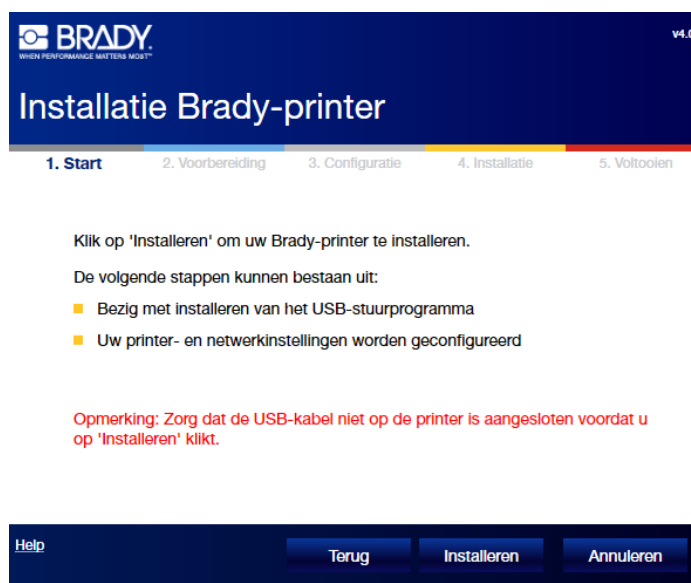 BRADY.
WHEN PERFORMANCE MATTERS MOST™
v4.0
Installatie Brady-printer
1. Start
2. Voorbereiding
3. Configuratie
4. Installatie
5. Voltooien
Klik op 'Installeren' om uw Brady-printer te installeren.
De volgende stappen kunnen bestaan uit:
Bezig met installeren van het USB-stuurprogramma
Uw printer- en netwerkinstellingen worden geconfigureerd
Opmerking: Zorg dat de USB-kabel niet op de printer is aangesloten voordat u
op 'Installeren' klikt.
Help
Terug
Installeren
Annuleren